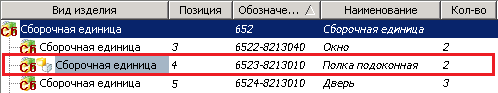 Вид изделия Позиция Обозначе... Наименование Кол-во
Сб Сборочная единица 652 Сборочная единица
Сб Сборочная единица 3 6522-8213040 Окно 2
Сб Сборочная единица 4 6523-8213010 Полка подоконная 2
Сб Сборочная единица 5 6524-8213010 Дверь 3